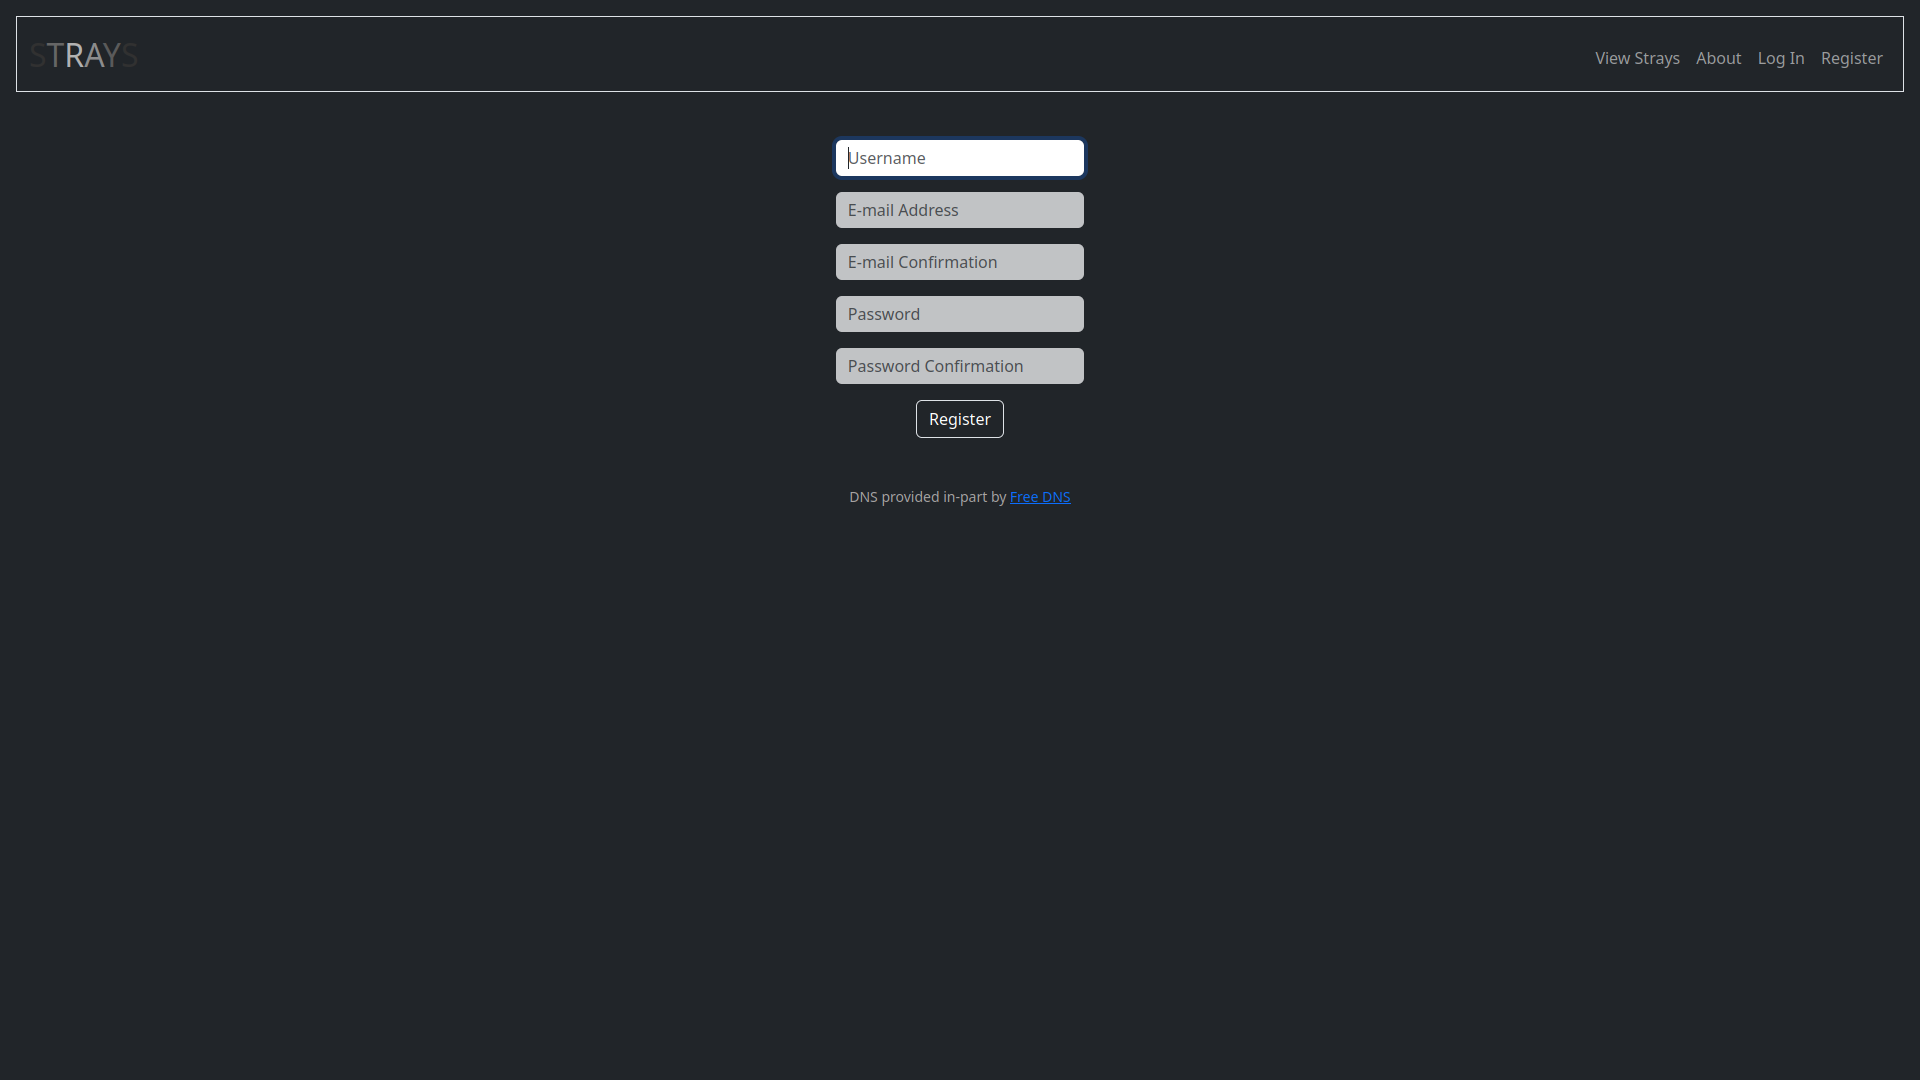 STRAYS
View Strays About Log In Register
Username
E-mail Address
E-mail Confirmation
Password
Password Confirmation
Register
DNS provided in-part by Free DNS